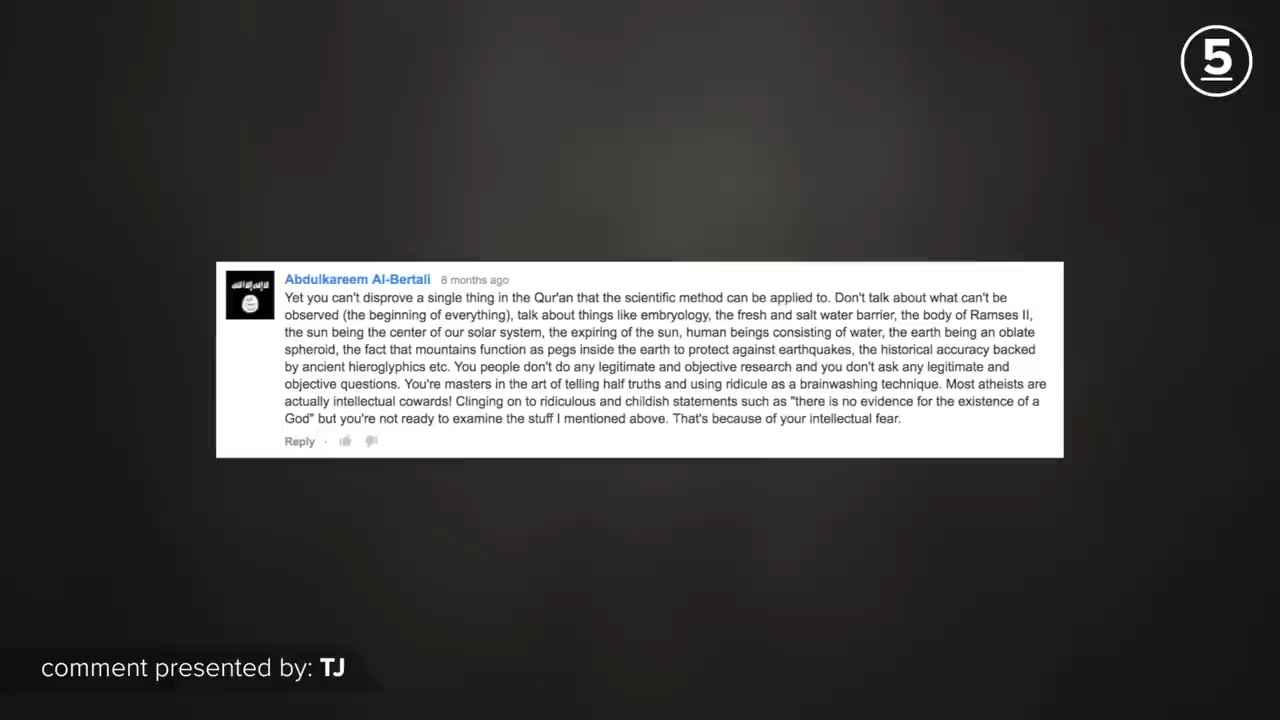 5
Abdulkareem Al-Bertali 8 months ago
Yet you can't disprove a single thing in the Qur'an that the scientific method can be applied to. Don't talk about what can't be
observed (the beginning of everything), talk about things like embryology, the fresh and salt water barrier, the body of Ramses II,
the sun being the center of our solar system, the expiring of the sun, human beings consisting of water, the earth being an oblate
spheroid, the fact that mountains function as pegs inside the earth to protect against earthquakes, the historical accuracy backed
by ancient hieroglyphics etc. You people don't do any legitimate and objective research and you don't ask any legitimate and
objective questions. You're masters in the art of telling half truths and using ridicule as a brainwashing technique. Most atheists are
actually intellectual cowards! Clinging on to ridiculous and childish statements such as "there is no evidence for the existence of a
God" but you're not ready to examine the stuff I mentioned above. That's because of your intellectual fear.
Reply ·
comment presented by: TJ